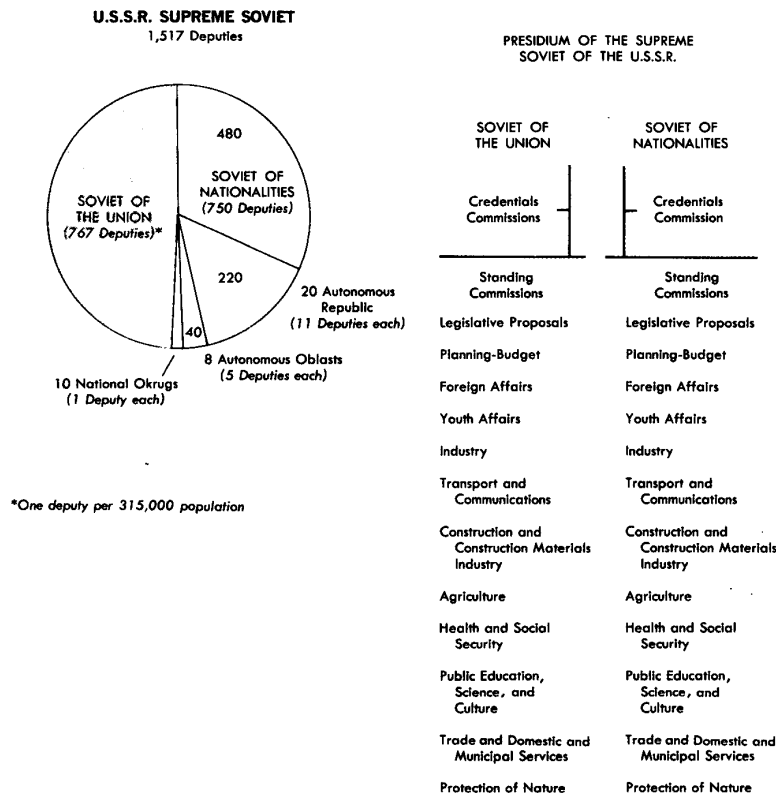 U.S.S.R. SUPREME SOVIET
1,517 Deputies
480
SOVIET OF
NATIONALITIES
(750 Deputies)
SOVIET OF
THE UNION
(767 Deputies)*
220
20 Autonomous
Republic
(11 Deputies each)
40
8 Autonomous Oblasts
(5 Deputies each)
10 National Okrugs
(1 Deputy each)
*One deputy per 315,000 population
PRESIDIUM OF THE SUPREME
SOVIET OF THE U.S.S.R.
SOVIET OF
THE UNION
Credentials
Commissions
Standing
Commissions
Legislative Proposals
Planning-Budget
Foreign Affairs
Youth Affairs
Industry
Transport and
Communications
Construction and
Construction Materials
Industry
Agriculture
Health and Social
Security
Public Education,
Science, and
Culture
Trade and Domestic and
Municipal Services
Protection of Nature
SOVIET OF
NATIONALITIES
Credentials
Commission
Standing
Commissions
Legislative Proposals
Planning-Budget
Foreign Affairs
Youth Affairs
Industry
Transport and
Communications
Construction and
Construction Materials
Industry
Agriculture
Health and Social
Security
Public Education,
Science, and
Culture
Trade and Domestic and
Municipal Services
Protection of Nature